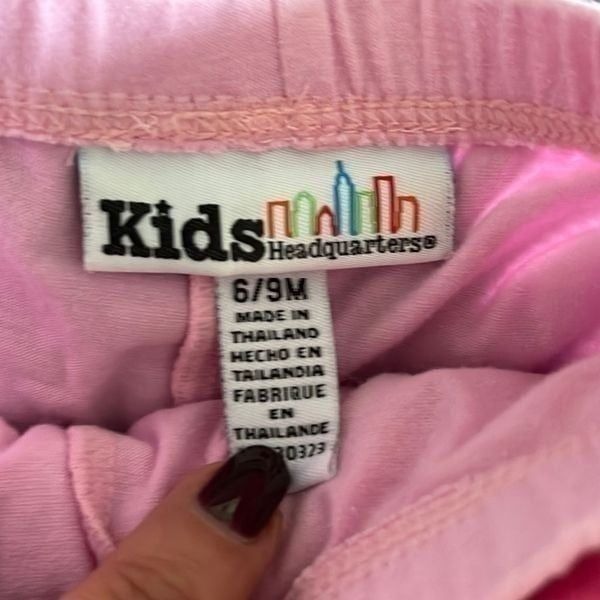 Kids
Headquarters®
6/9M
MADE IN
THAILAND
HECHO EN
TAILANDIA
FABRIQUE
EN
THAILANDE